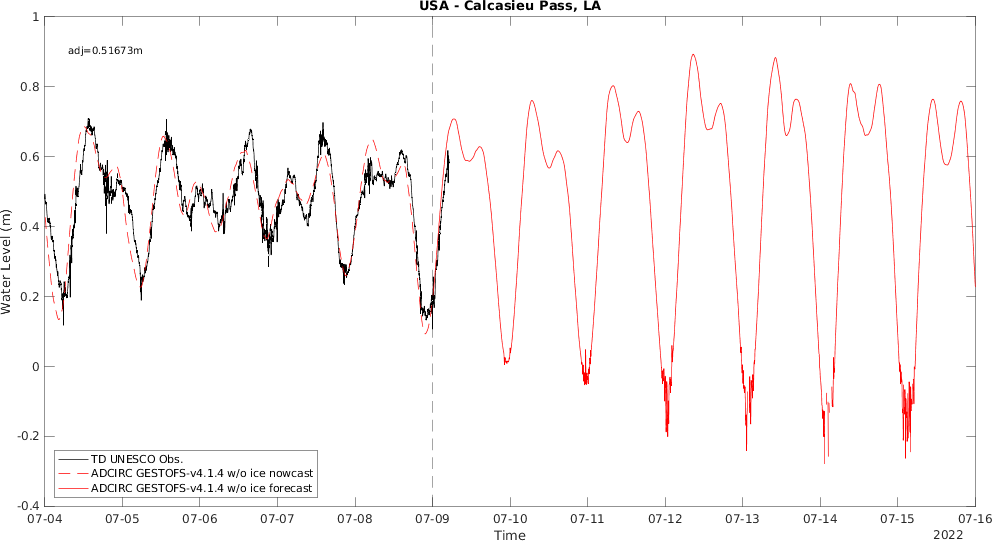 USA - Calcasieu Pass, LA
adj=0.51673m
1
0.8
0.6
0.4
0.2
0
-0.2
-0.4
Water Level (m)
TD UNESCO Obs.
ADCIRC GESTOFS-v4.1.4 w/o ice nowcast
ADCIRC GESTOFS-v4.1.4 w/o ice forecast
07-04 07-05 07-06 07-07 07-08 07-09 07-10 07-11 07-12 07-13 07-14 07-15 07-16
Time
2022